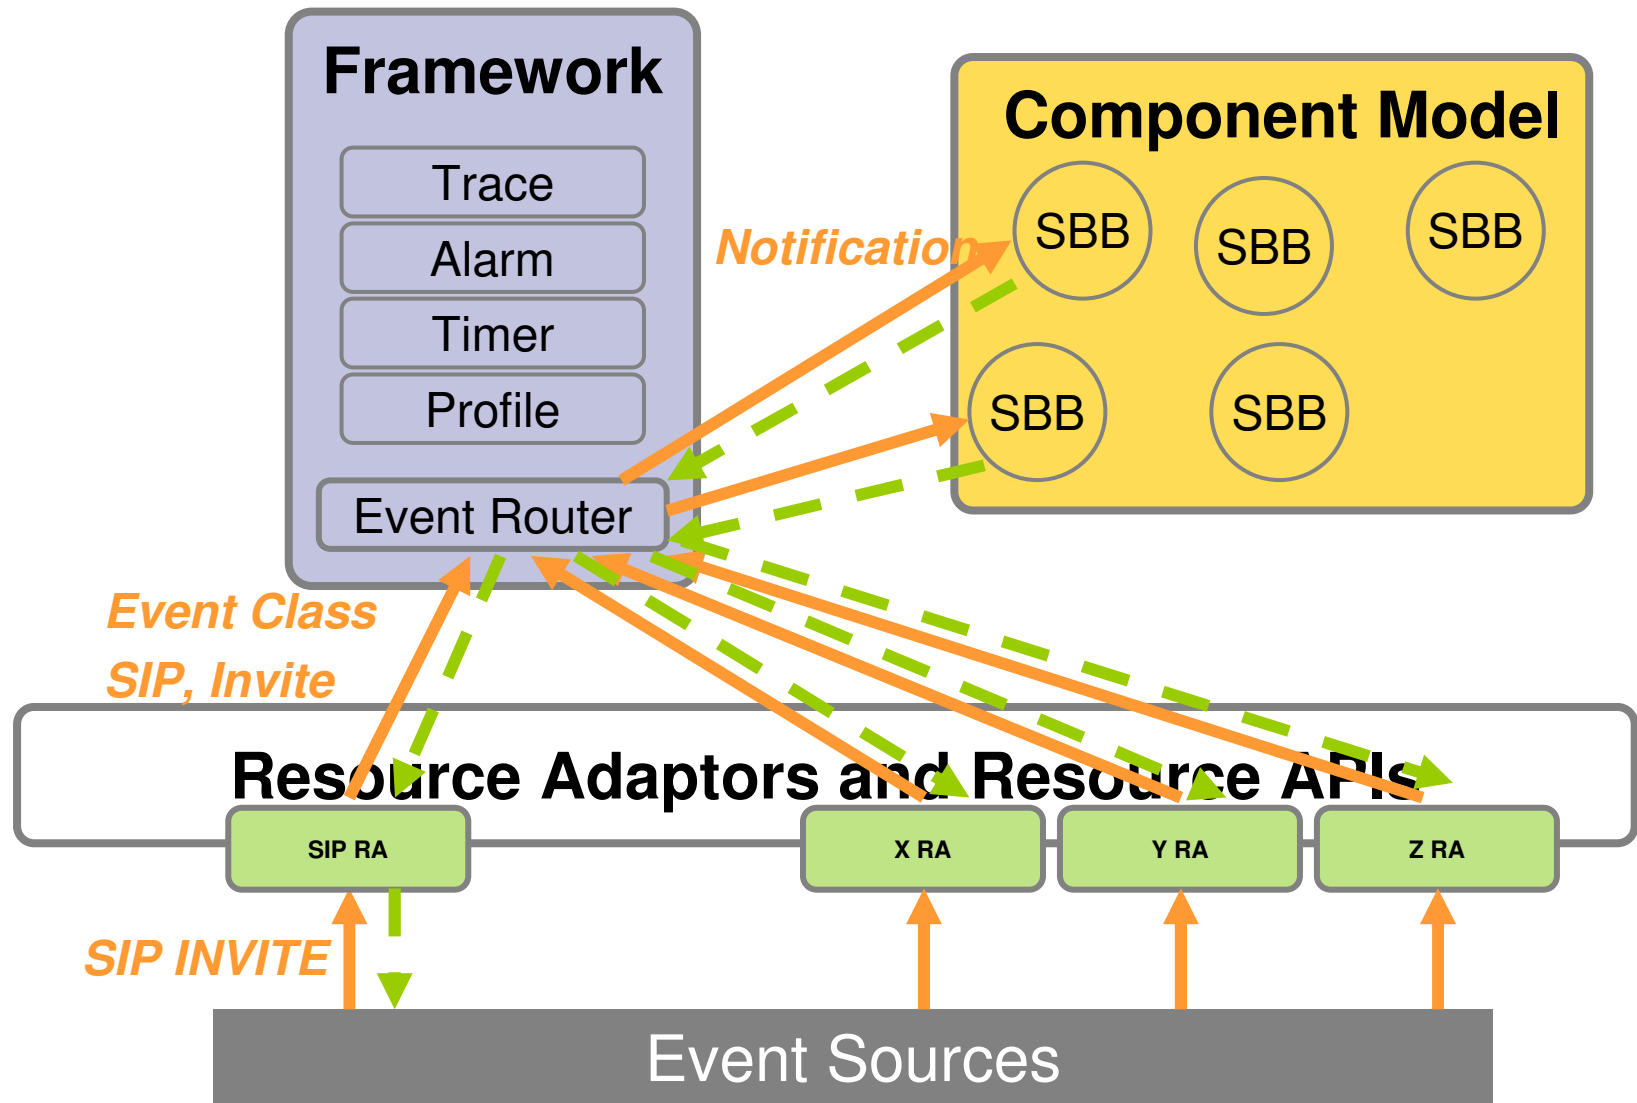 Framework
Trace
Alarm
Timer
Profile
Event Router
Component Model
SBB
SBB
SBB
SBB
SBB
Notification
Event Class
SIP, Invite
Resource Adaptors and Resource APIs
SIP RA
X RA
Y RA
Z RA
SIP INVITE
Event Sources